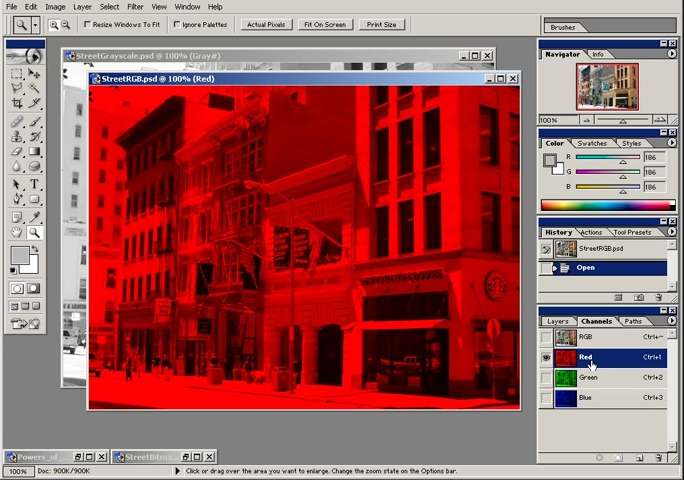 File Edit Image Layer Select Filter View Window Help
Resize Windows To Fit Ignore Palettes Actual Pixels Fit On Screen Print Size
Brushes
StreetGrayscale.psd @ 100% (Gray#)
StreetRGB.psd @ 100% (Red)
Navigator Info
100%
Color Swatches Styles
R 186
G 186
B 186
History Actions Tool Presets
StreetRGB.psd
Open
Layers Channels Paths
RGB Ctrl+~
Red Ctrl+1
Green Ctrl+2
Blue Ctrl+3
Powers_of_ StreetBitm
100% Doc: 900K/900K Click or drag over the area you want to enlarge. Change the zoom state on the Options bar.